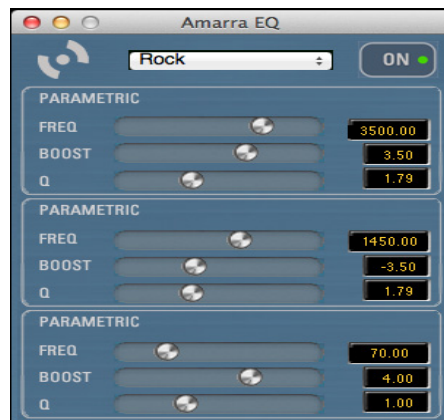 Amarra EQ
Rock ON
PARAMETRIC
FREQ 3500.00
BOOST 3.50
Q 1.79
PARAMETRIC
FREQ 1450.00
BOOST -3.50
Q 1.79
PARAMETRIC
FREQ 70.00
BOOST 4.00
Q 1.00